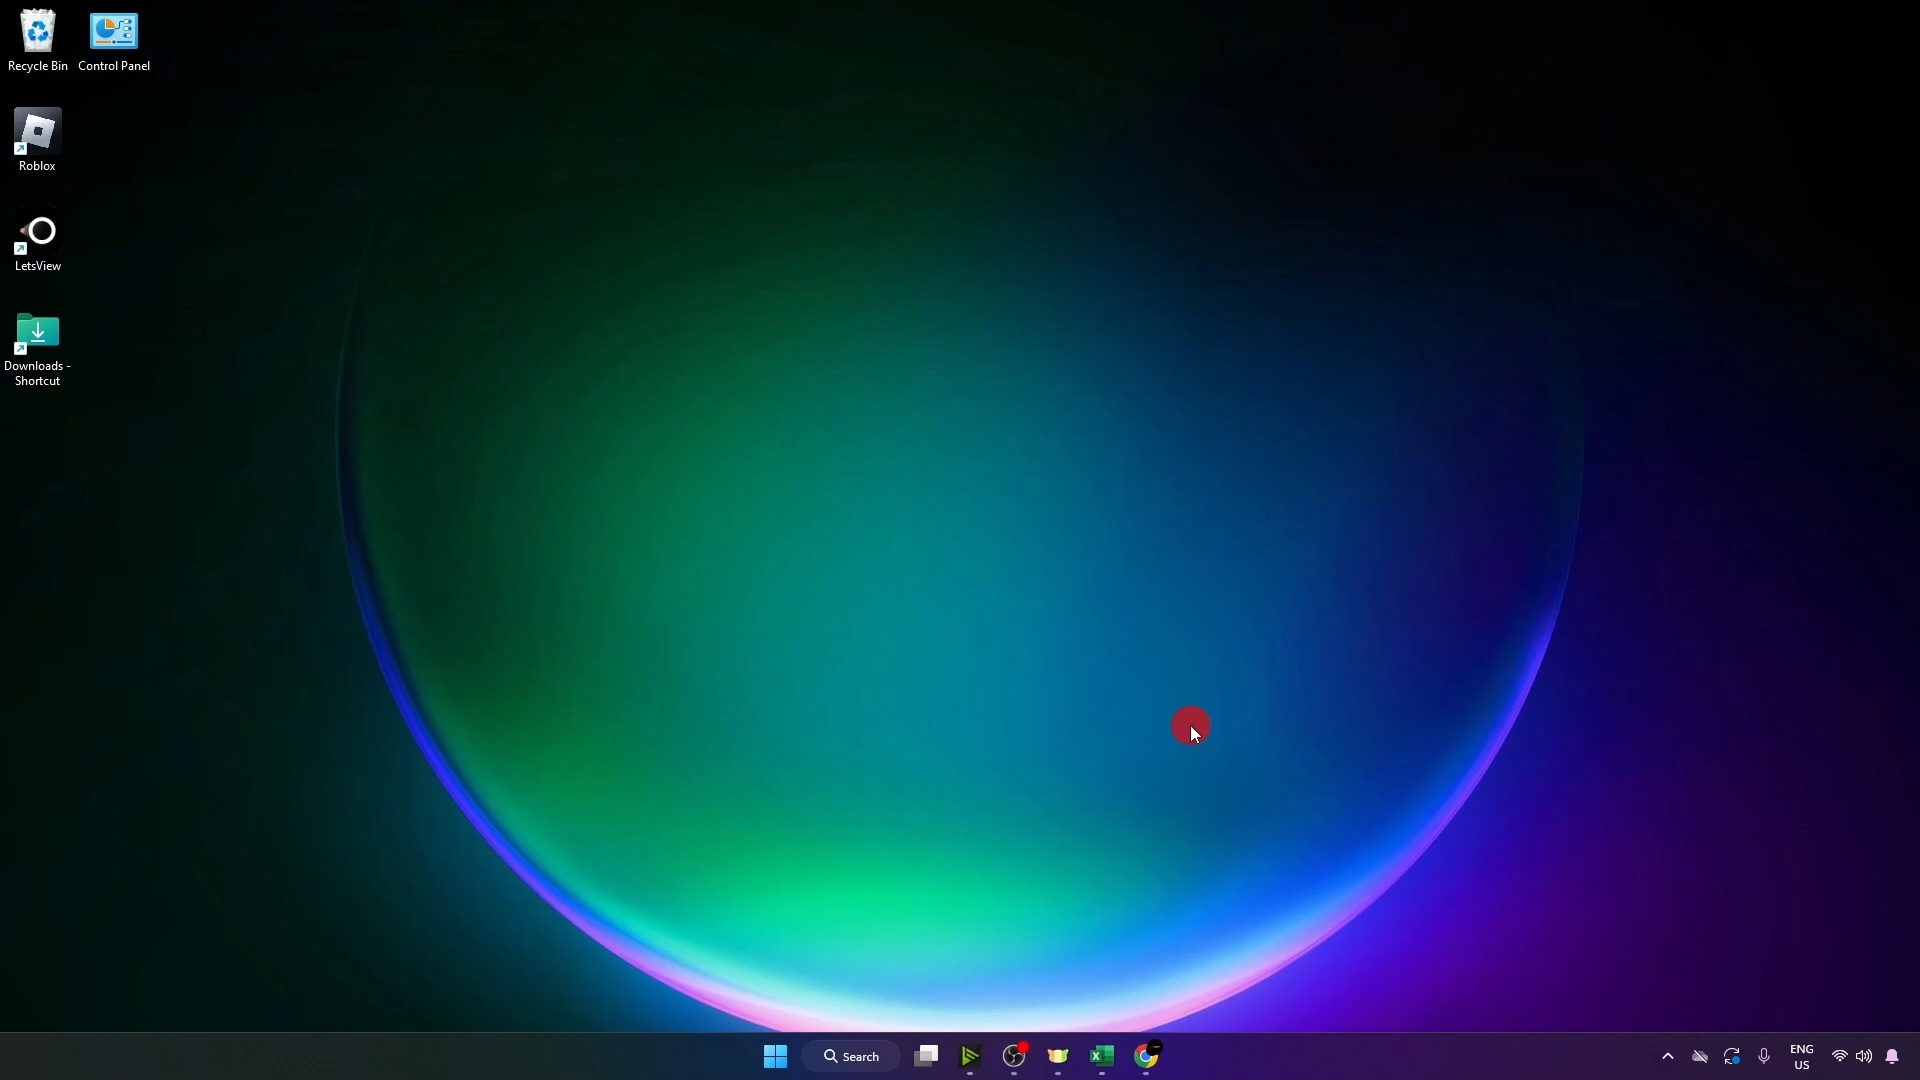 Recycle Bin
Control Panel
Roblox
LetsView
Downloads -
Shortcut
Search
ENG
US